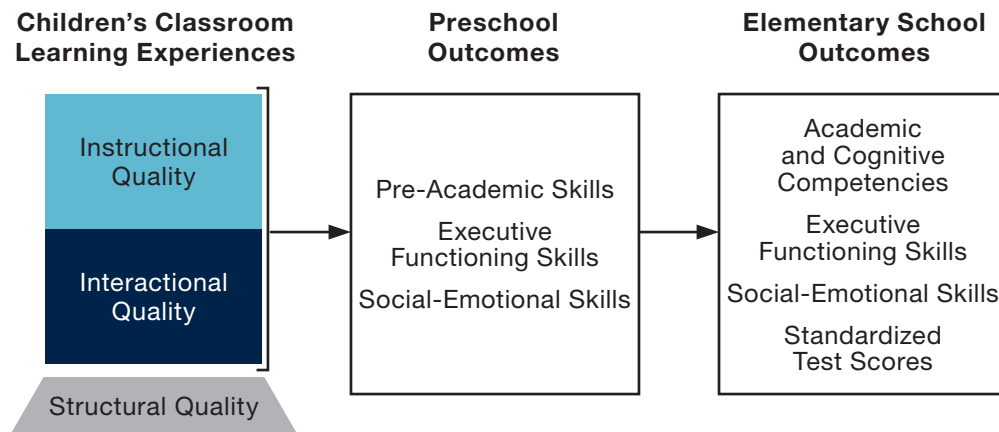 Children’s Classroom
Learning Experiences
Instructional
Quality
Interactional
Quality
Structural Quality
Preschool
Outcomes
Pre-Academic Skills
Executive
Functioning Skills
Social-Emotional Skills
Elementary School
Outcomes
Academic
and Cognitive
Competencies
Executive
Functioning Skills
Social-Emotional Skills
Standardized
Test Scores